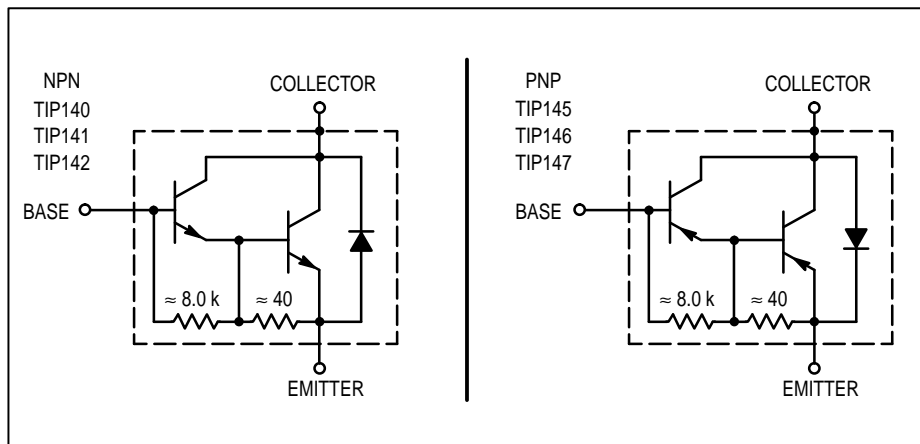 NPN
TIP140
TIP141
TIP142
COLLECTOR
BASE
≈ 8.0 k
≈ 40
EMITTER
PNP
TIP145
TIP146
TIP147
COLLECTOR
BASE
≈ 8.0 k
≈ 40
EMITTER